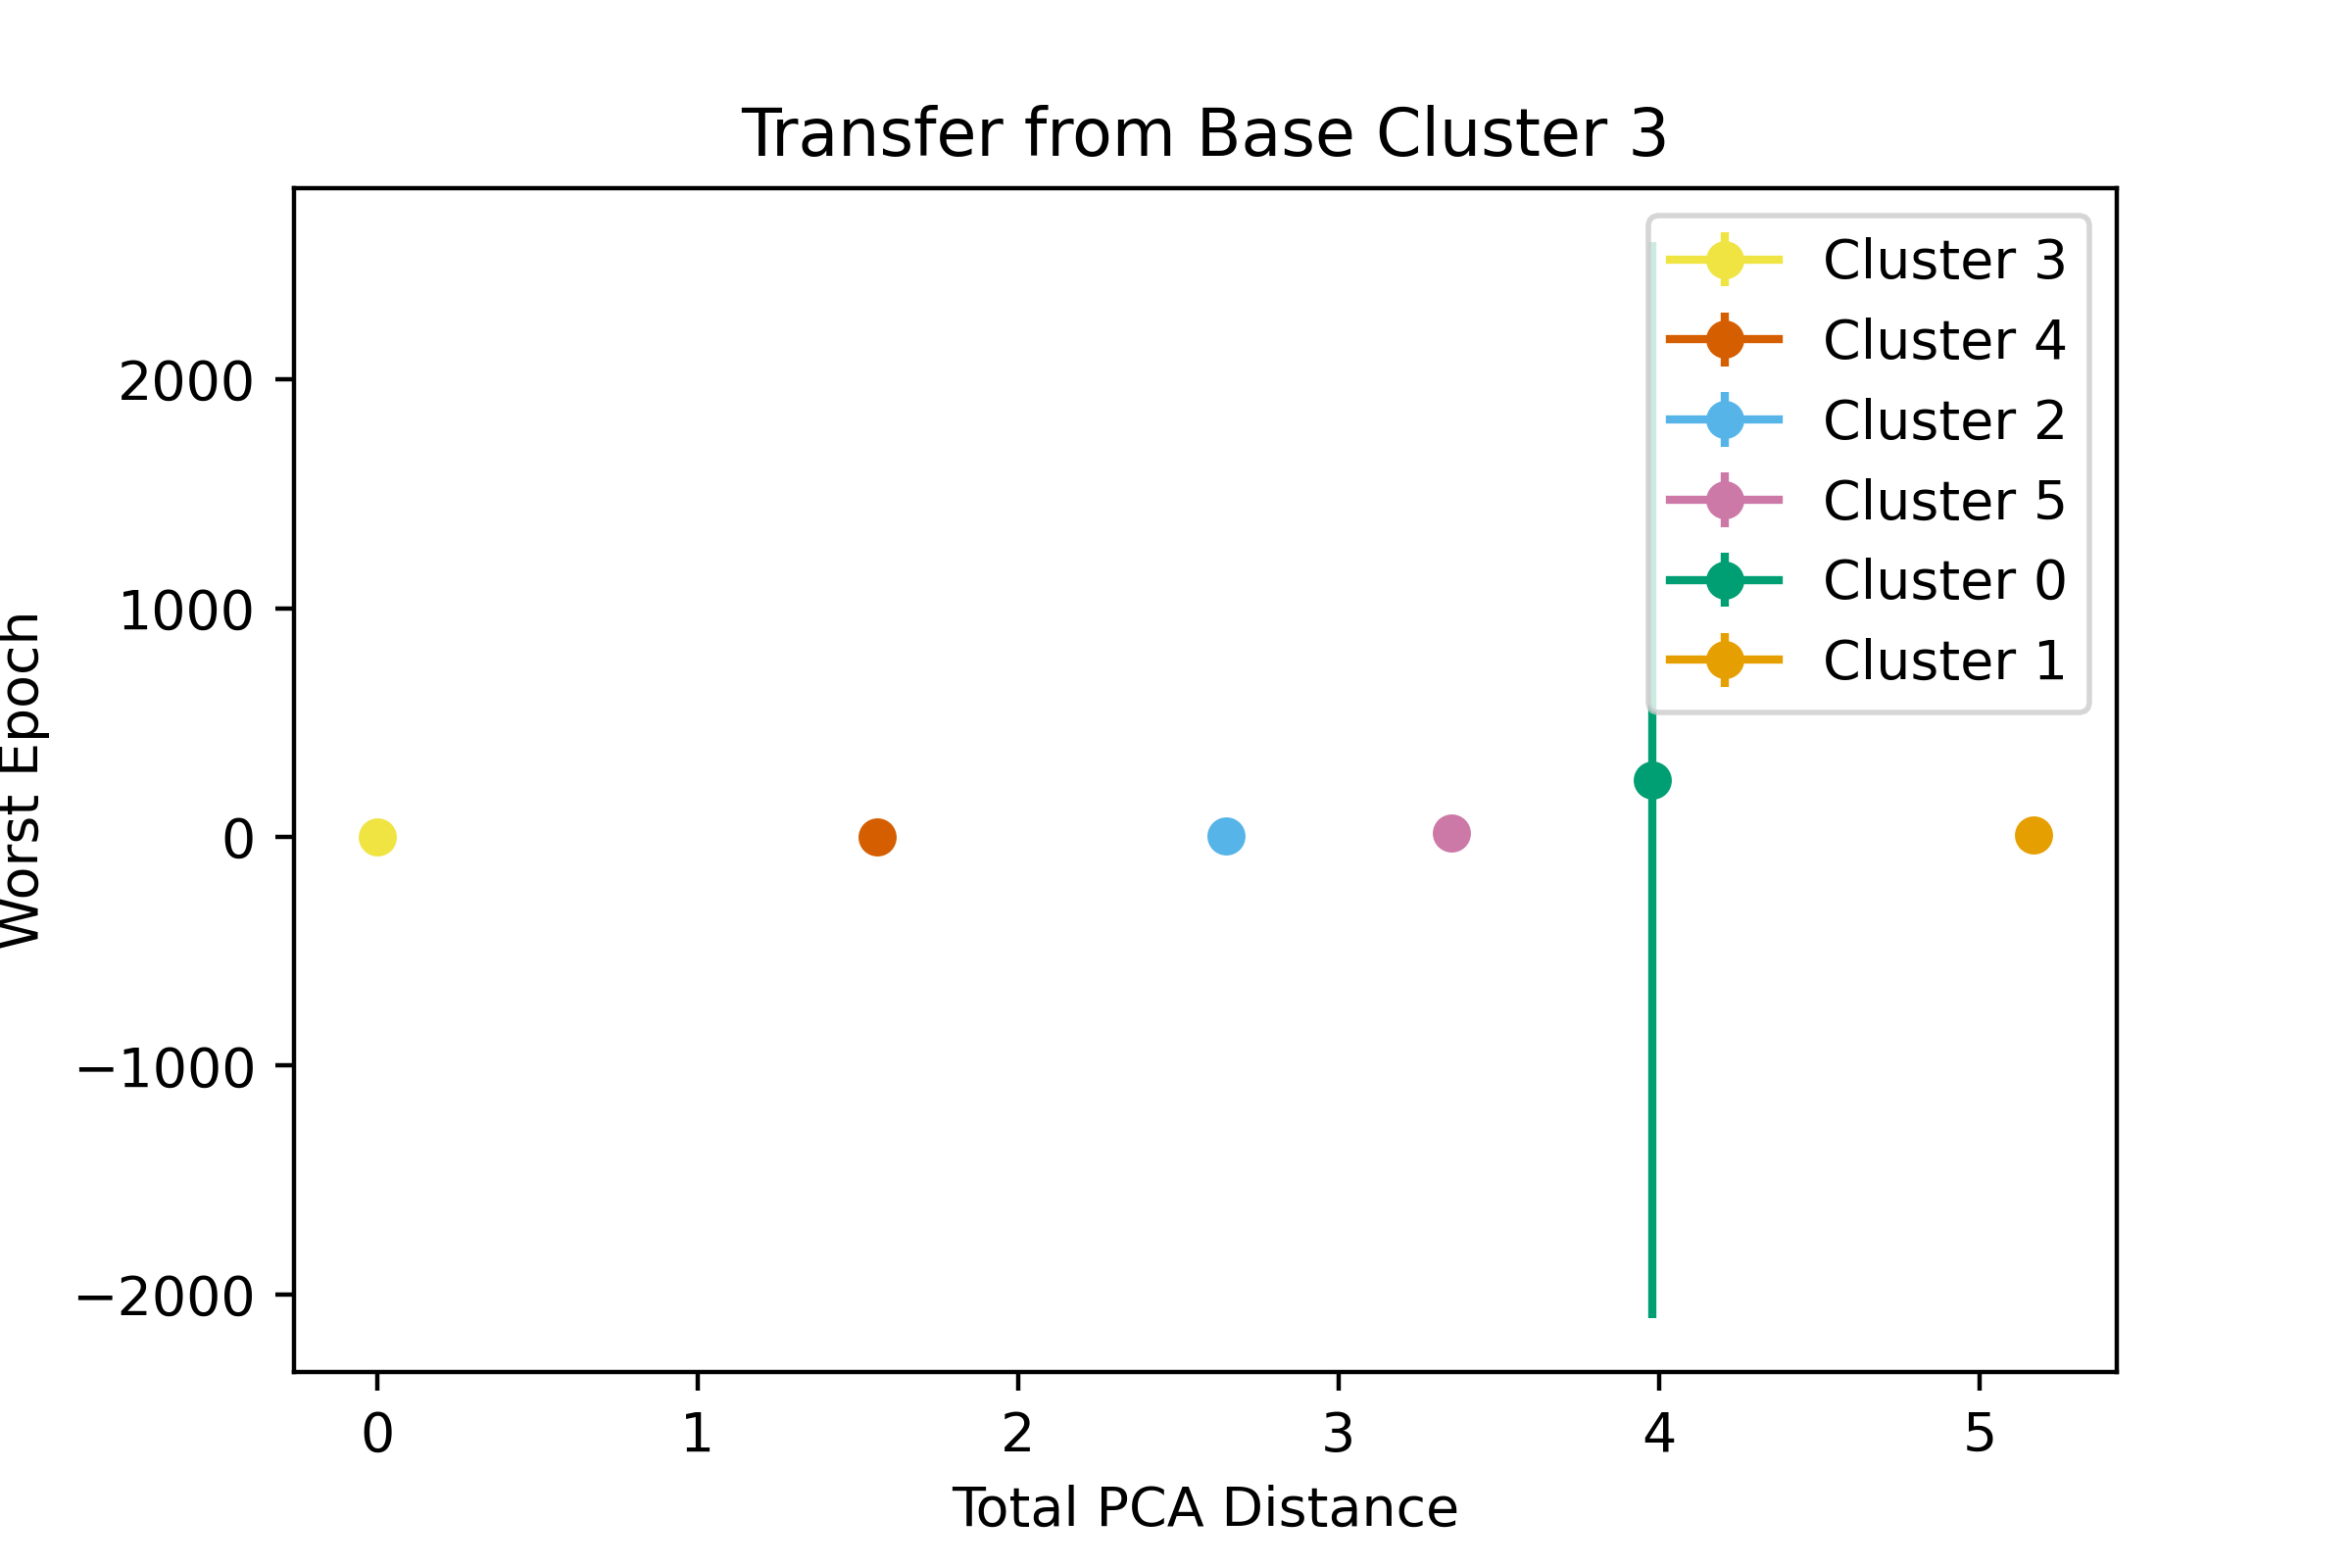 Transfer from Base Cluster 3
Worst Epoch
2000
1000
0
−1000
−2000
Cluster 3
Cluster 4
Cluster 2
Cluster 5
Cluster 0
Cluster 1
0 1 2 3 4 5
Total PCA Distance